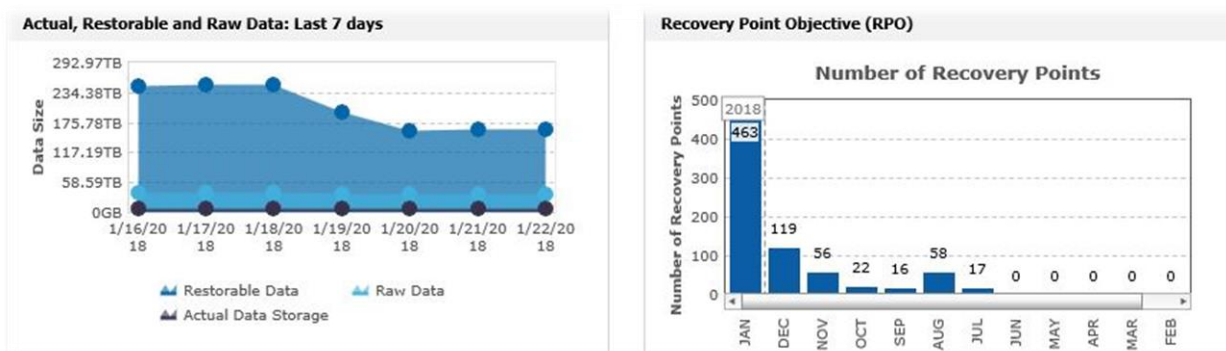 Actual, Restorable and Raw Data: Last 7 days
292.97TB
234.38TB
175.78TB
117.19TB
58.59TB
0GB
Data Size
1/16/20 1/17/20 1/18/20 1/19/20 1/20/20 1/21/20 1/22/20
18 18 18 18 18 18 18
Restorable Data Raw Data
Actual Data Storage
Recovery Point Objective (RPO)
Number of Recovery Points
Number of Recovery Points
500
400
300
200
100
0
2018
463
119
56
22
16
58
17
0
0
0
0
0
JAN
DEC
NOV
OCT
SEP
AUG
JUL
JUN
MAY
APR
MAR
FEB